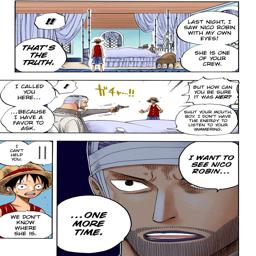 LAST NIGHT, I
SAW NICO ROBIN
WITH MY OWN
EYES!
SHE IS ONE
OF YOUR
CREW.
!!
THAT'S
THE
TRUTH.
BUT HOW CAN
YOU BE SURE
IT WAS HER?
SHUT YOUR MOUTH,
BOY. I DON'T HAVE
THE ENERGY TO
LISTEN TO YOUR
YAMMERING.
ガチャ…!!
I CALLED
YOU
HERE...
...BECAUSE
I HAVE A
FAVOR TO
ASK.
I WANT TO
SEE NICO
ROBIN...
...ONE
MORE
TIME.
!!
I CAN'T
HELP
YOU.
WE DON'T
KNOW
WHERE
SHE IS.